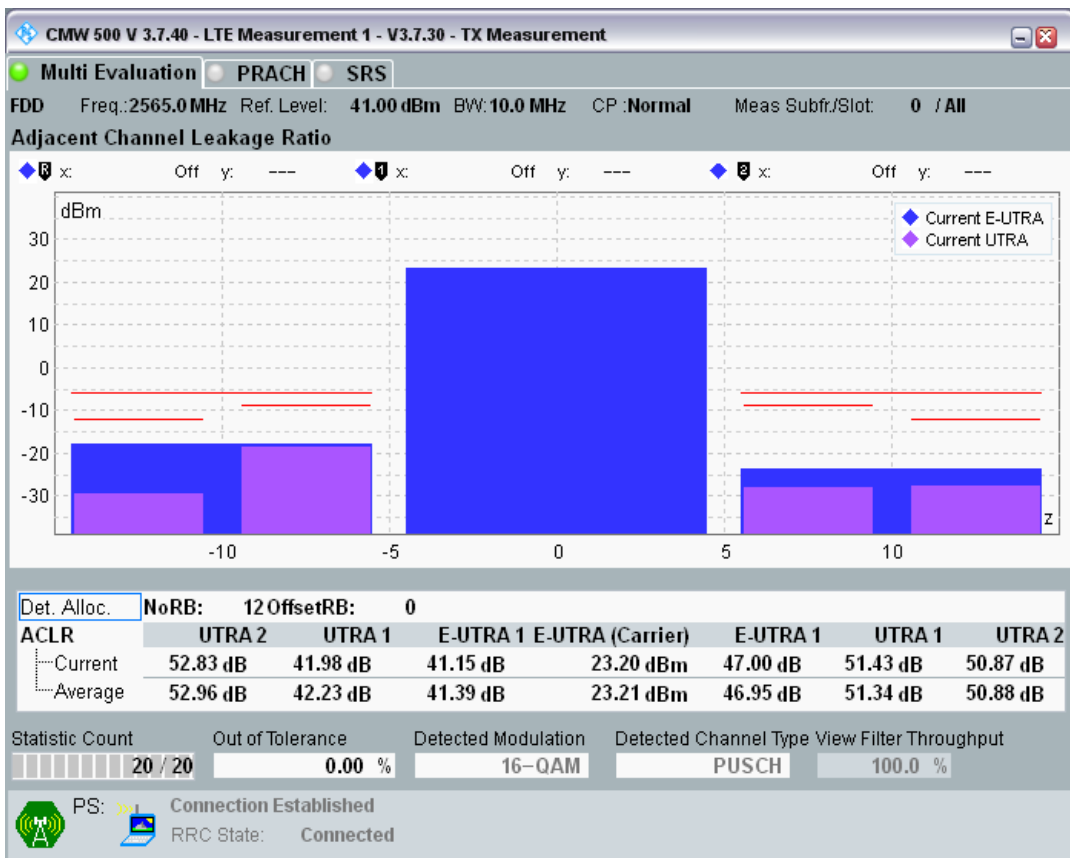 CMW 500 V 3.7.40 - LTE Measurement 1 - V3.7.30 - TX Measurement
Multi Evaluation PRACH SRS
FDD Freq.:2565.0 MHz Ref. Level: 41.00 dBm BW:10.0 MHz CP :Normal Meas Subfr./Slot: 0 / All
Adjacent Channel Leakage Ratio
R x: Off y: --- 1 x: Off y: --- 2 x: Off y: ---
dBm
Current E-UTRA
Current UTRA
30
20
10
0
-10
-20
-30
z
-10 -5 0 5 10
Det. Alloc. NoRB: 12 OffsetRB: 0
ACLR UTRA 2 UTRA 1 E-UTRA 1 E-UTRA (Carrier) E-UTRA 1 UTRA 1 UTRA 2
Current 52.83 dB 41.98 dB 41.15 dB 23.20 dBm 47.00 dB 51.43 dB 50.87 dB
Average 52.96 dB 42.23 dB 41.39 dB 23.21 dBm 46.95 dB 51.34 dB 50.88 dB
Statistic Count Out of Tolerance Detected Modulation Detected Channel Type View Filter Throughput
20 / 20 0.00 % 16-QAM PUSCH 100.0 %
PS: Connection Established
RRC State: Connected